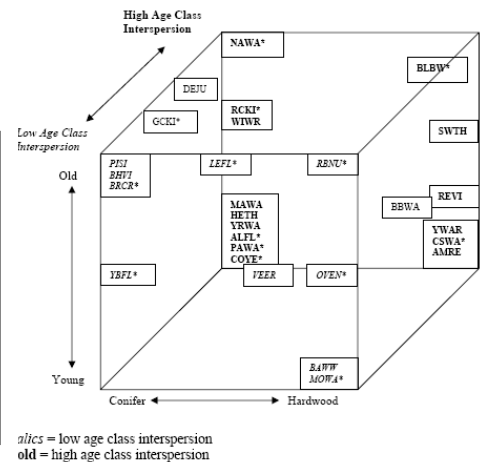 High Age Class
Interspersion
NAWA*
BLBW*
DEJU
GCKI*
RCKI*
WIWR
Low Age Class
Interspersion
SWTH
Old
PISI
BHVI
BRCR*
LEFL*
RBNU*
MAWA
HETH
YRWA
ALFL*
PAWA*
COYE*
REVI
BBWA
YWAR
CSWA*
AMRE
YBFL*
VEER
OVEN*
BAWW
MOWA*
Young
Conifer
Hardwood
alics = low age class interspersion
old = high age class interspersion